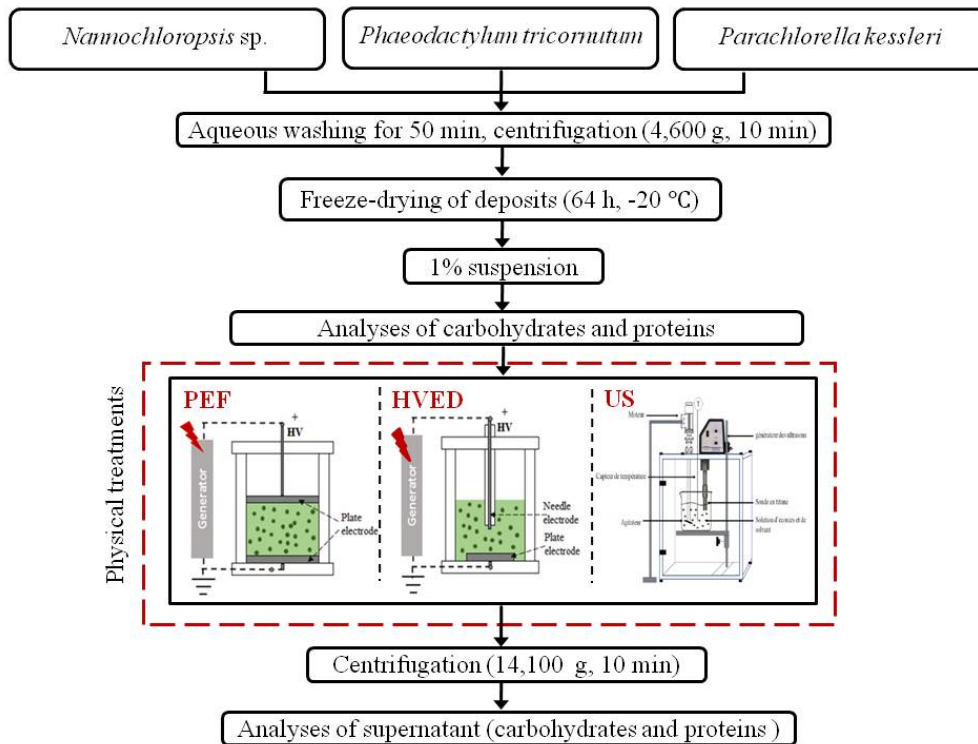 Nannochloropsis sp.
Phaeodactylum tricornutum
Parachlorella kessleri
Aqueous washing for 50 min, centrifugation (4,600 g, 10 min)
Freeze-drying of deposits (64 h, -20 °C)
1% suspension
Analyses of carbohydrates and proteins
Physical treatments
PEF
+
HV
Generator
Plate
electrode
HVED
+
HV
Generator
Needle
electrode
Plate
electrode
US
Moteur
T
générateur des ultrasons
Capteur de température
Sonde en titane
Agitateur
Solution d'écorces et de
solvant
Centrifugation (14,100 g, 10 min)
Analyses of supernatant (carbohydrates and proteins )